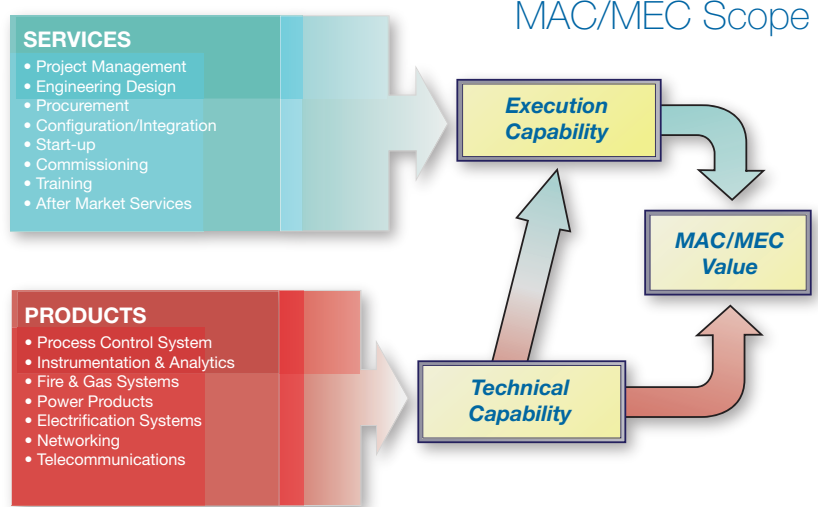 MAC/MEC Scope
SERVICES
• Project Management
• Engineering Design
• Procurement
• Configuration/Integration
• Start-up
• Commissioning
• Training
• After Market Services
Execution
Capability
MAC/MEC
Value
PRODUCTS
• Process Control System
• Instrumentation & Analytics
• Fire & Gas Systems
• Power Products
• Electrification Systems
• Networking
• Telecommunications
Technical
Capability